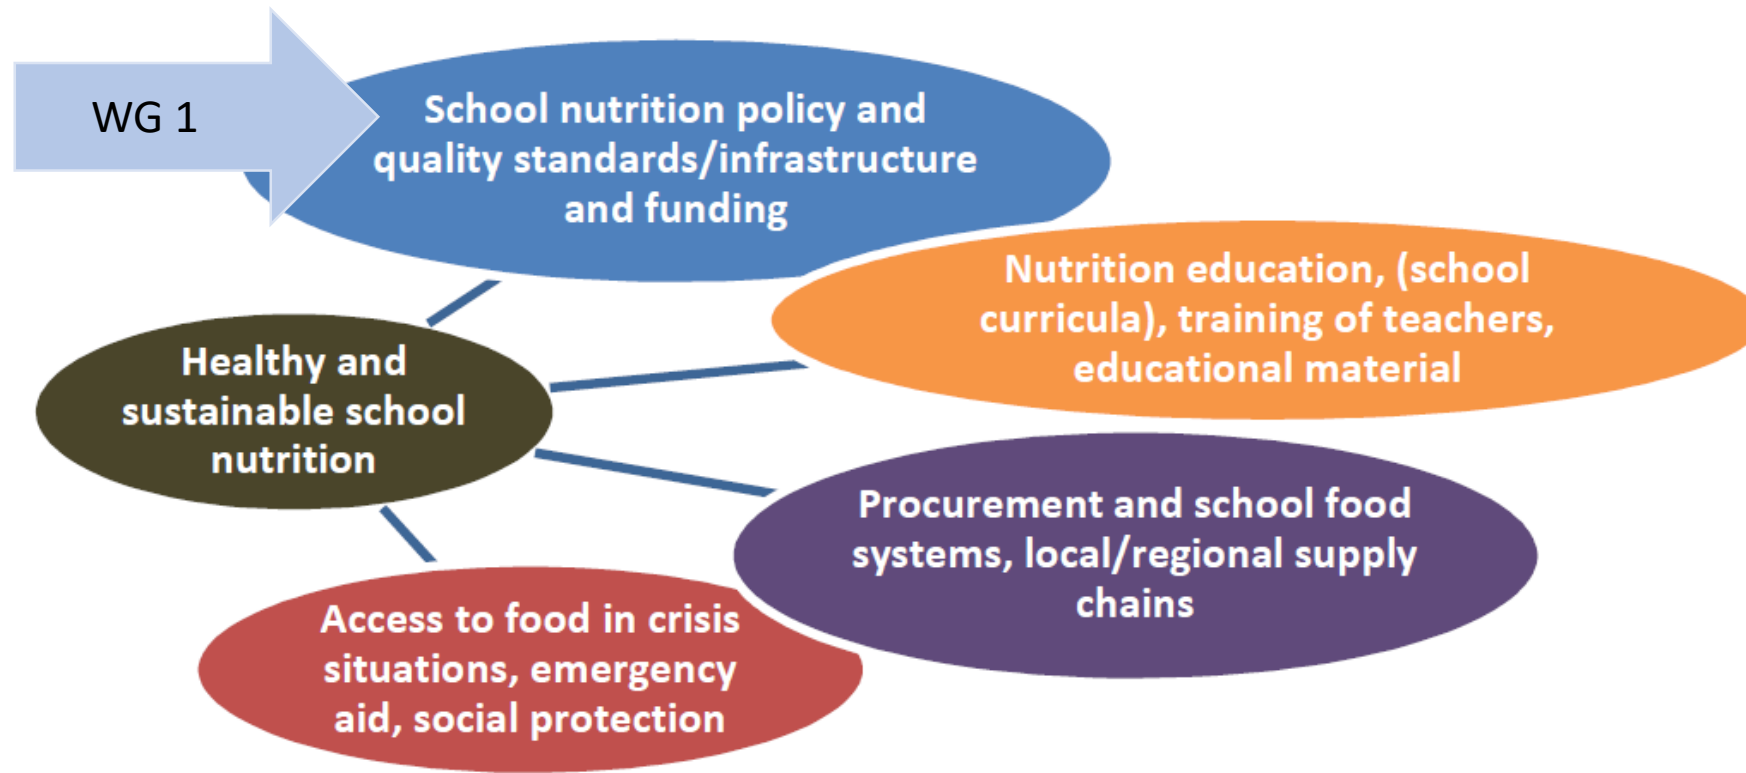 WG 1
School nutrition policy and
quality standards/infrastructure
and funding
Nutrition education, (school
curricula), training of teachers,
educational material
Healthy and
sustainable school
nutrition
Procurement and school food
systems, local/regional supply
chains
Access to food in crisis
situations, emergency
aid, social protection